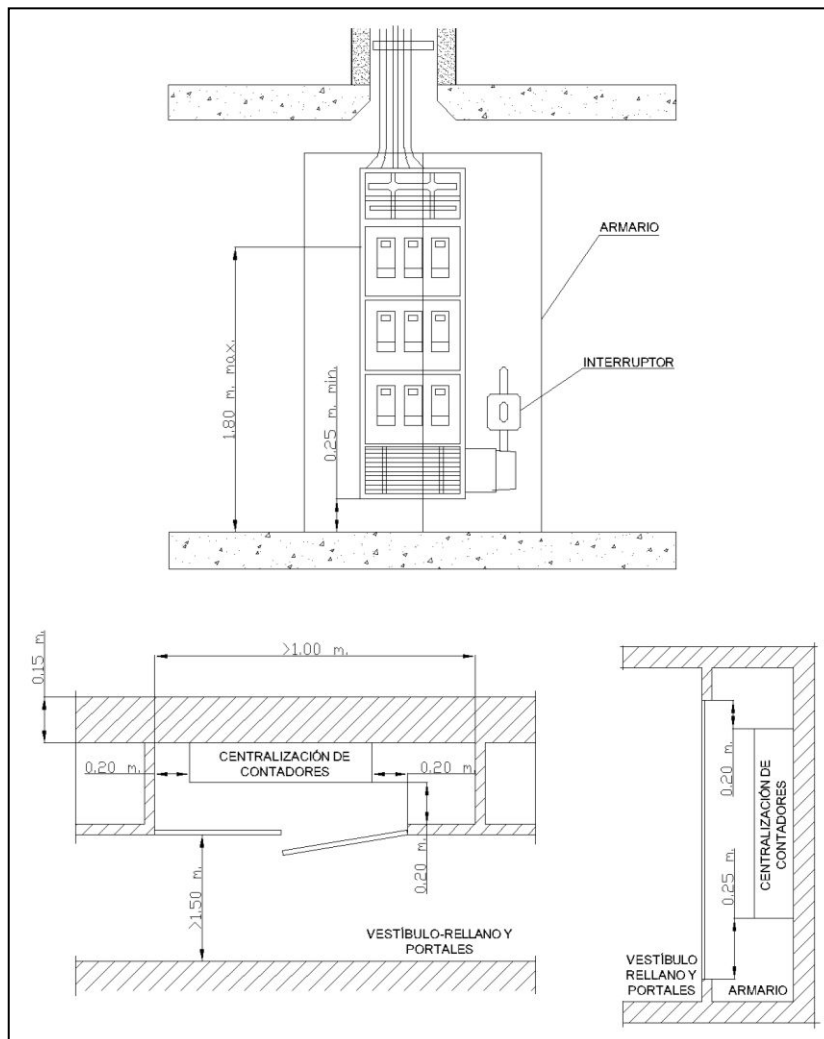 ARMARIO
INTERRUPTOR
1.80 m. max.
0.25 m. min.
0.15 m.
>1.00 m.
0.20 m.
CENTRALIZACIÓN DE
CONTADORES
0.20 m.
0.20 m.
>1.50 m.
VESTÍBULO-RELLANO Y
PORTALES
0.20 m.
0.25 m.
CENTRALIZACIÓN DE
CONTADORES
VESTÍBULO
RELLANO Y
PORTALES
ARMARIO